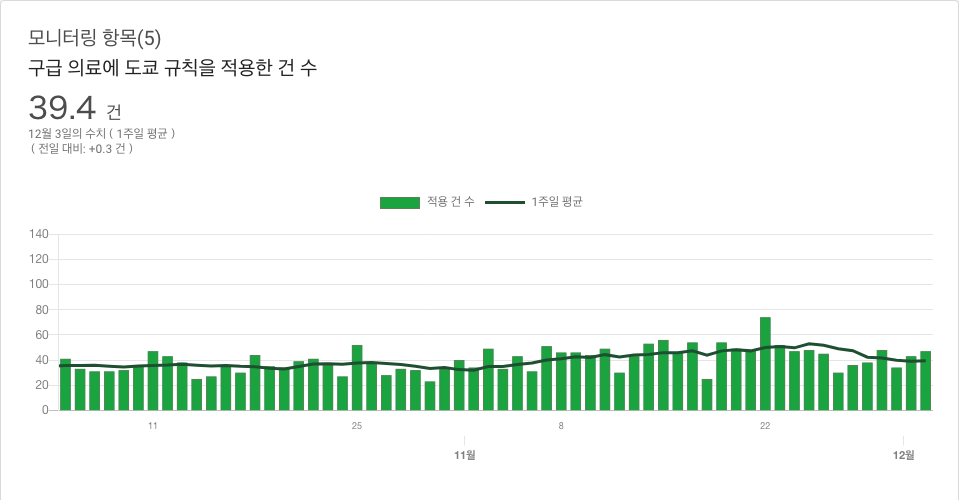 모니터링 항목(5)
구급 의료에 도쿄 규칙을 적용한 건 수
39.4 건
12월 3일의 수치 ( 1주일 평균 )
( 전일 대비: +0.3 건 )
적용 건 수 1주일 평균
140
120
100
80
60
40
20
0
11 25 8 22
11월 12월